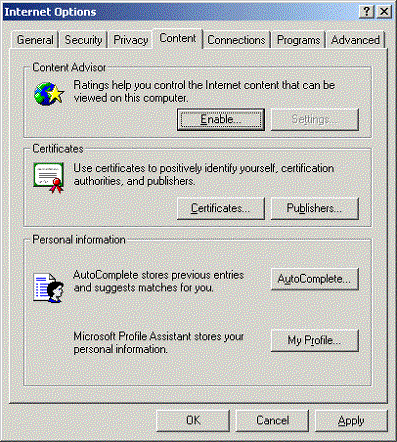 Internet Options
General Security Privacy Content Connections Programs Advanced
Content Advisor
Ratings help you control the Internet content that can be
viewed on this computer.
Enable... Settings
Certificates
Use certificates to positively identify yourself, certification
authorities, and publishers.
Certificates... Publishers...
Personal information
AutoComplete stores previous entries
and suggests matches for you.
AutoComplete...
Microsoft Profile Assistant stores your
personal information.
My Profile...
OK Cancel Apply